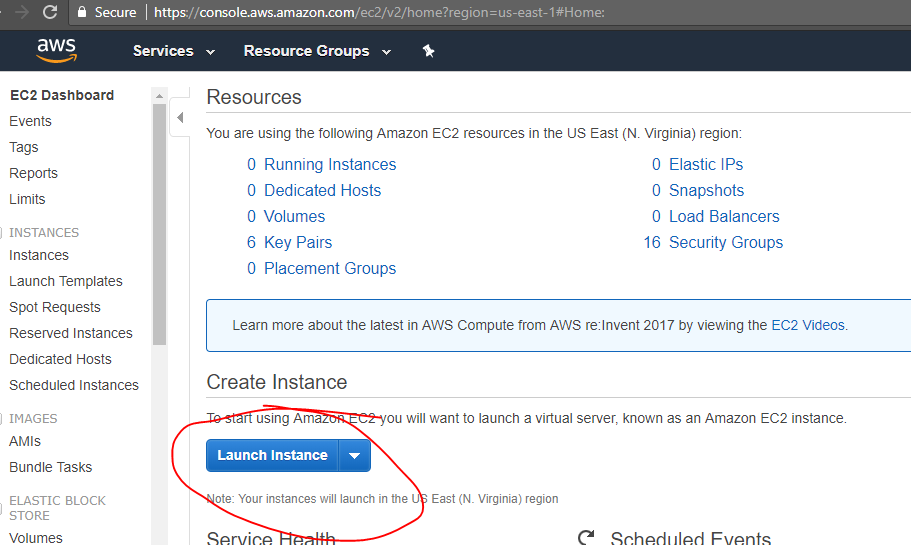 Secure https://console.aws.amazon.com/ec2/v2/home?region=us-east-1#Home:
aws Services Resource Groups
EC2 Dashboard
Events
Tags
Reports
Limits
INSTANCES
Instances
Launch Templates
Spot Requests
Reserved Instances
Dedicated Hosts
Scheduled Instances
IMAGES
AMIs
Bundle Tasks
ELASTIC BLOCK
STORE
Volumes
Resources
You are using the following Amazon EC2 resources in the US East (N. Virginia) region:
0 Running Instances 0 Elastic IPs
0 Dedicated Hosts 0 Snapshots
0 Volumes 0 Load Balancers
6 Key Pairs 16 Security Groups
0 Placement Groups
Learn more about the latest in AWS Compute from AWS re:Invent 2017 by viewing the EC2 Videos.
Create Instance
To start using Amazon EC2 you will want to launch a virtual server, known as an Amazon EC2 instance.
Launch Instance
Note: Your instances will launch in the US East (N. Virginia) region
Service Health Scheduled Events